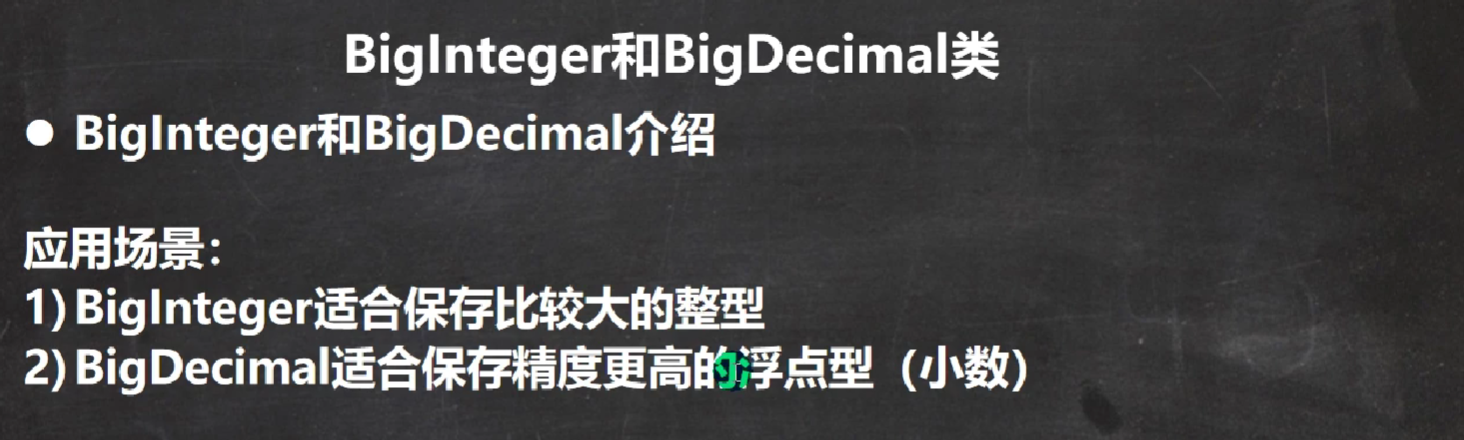 BigInteger和BigDecimal类
● BigInteger和BigDecimal介绍
应用场景：
1) BigInteger适合保存比较大的整型
2) BigDecimal适合保存精度更高的浮点型（小数）